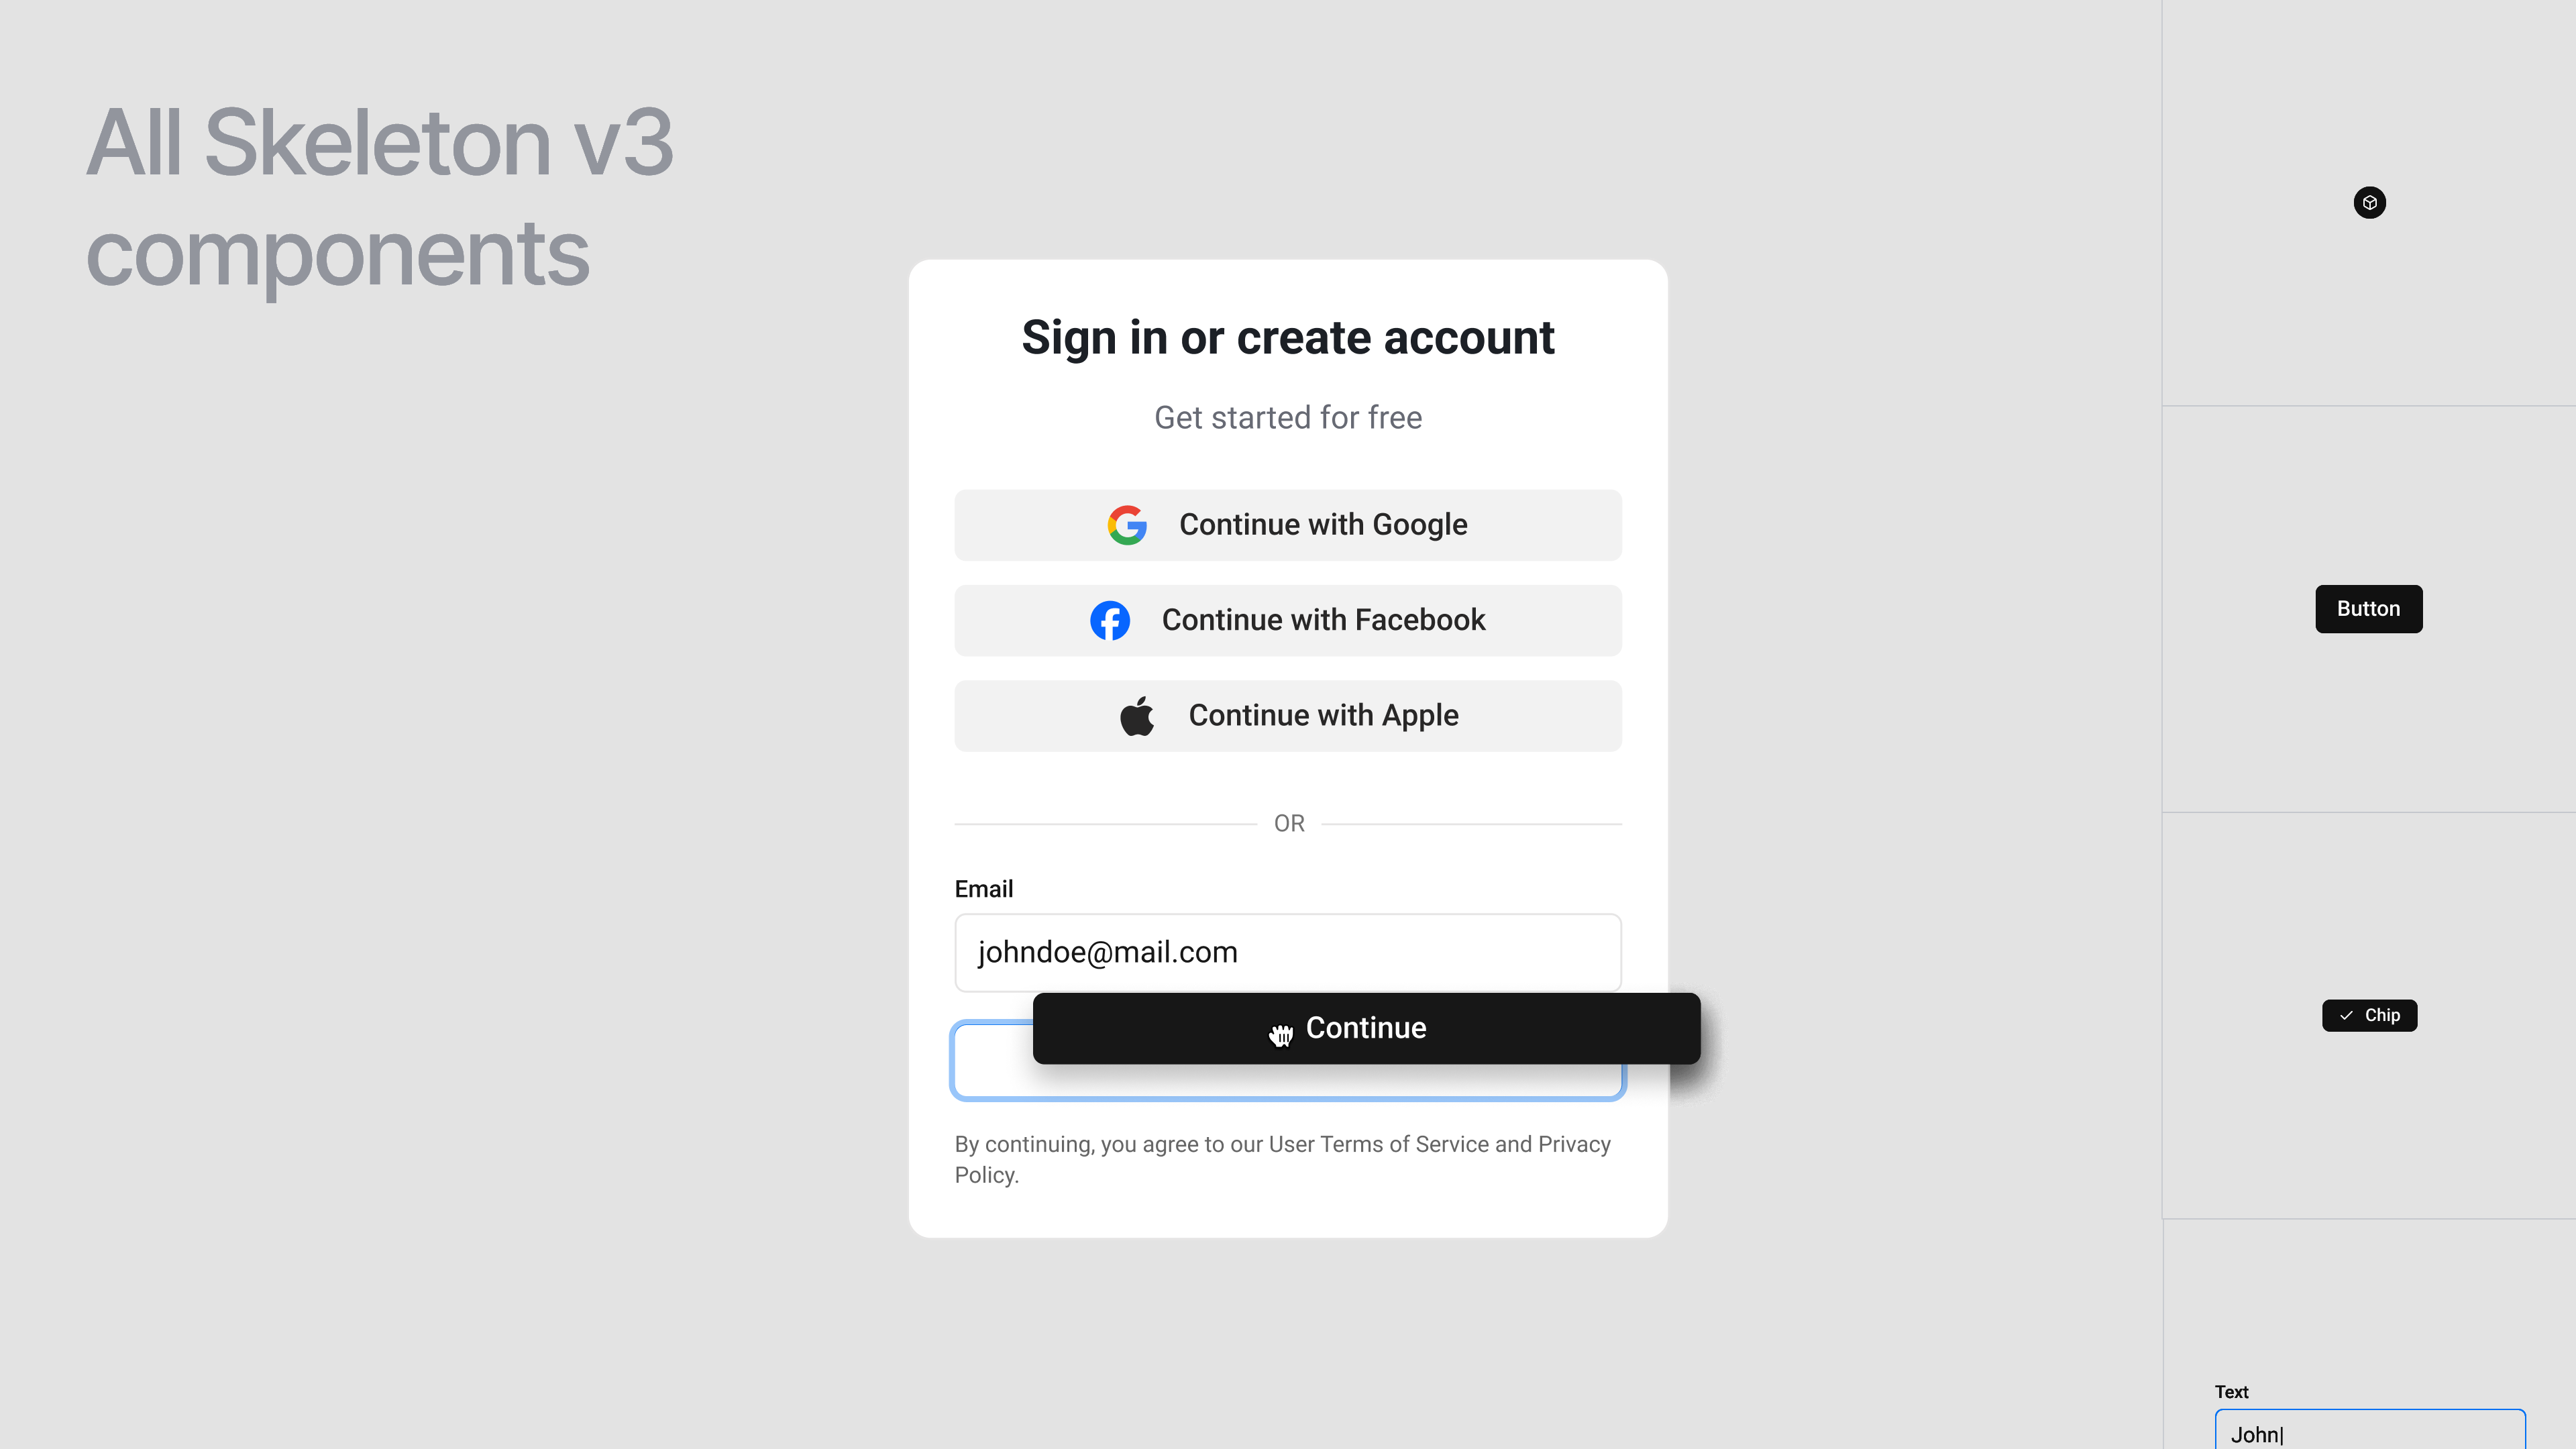 All Skeleton v3
components
Sign in or create account
Get started for free
Continue with Google
Continue with Facebook
Continue with Apple
OR
Email
johndoe@mail.com
Continue
By continuing, you agree to our User Terms of Service and Privacy
Policy.
Button
Chip
Text
John